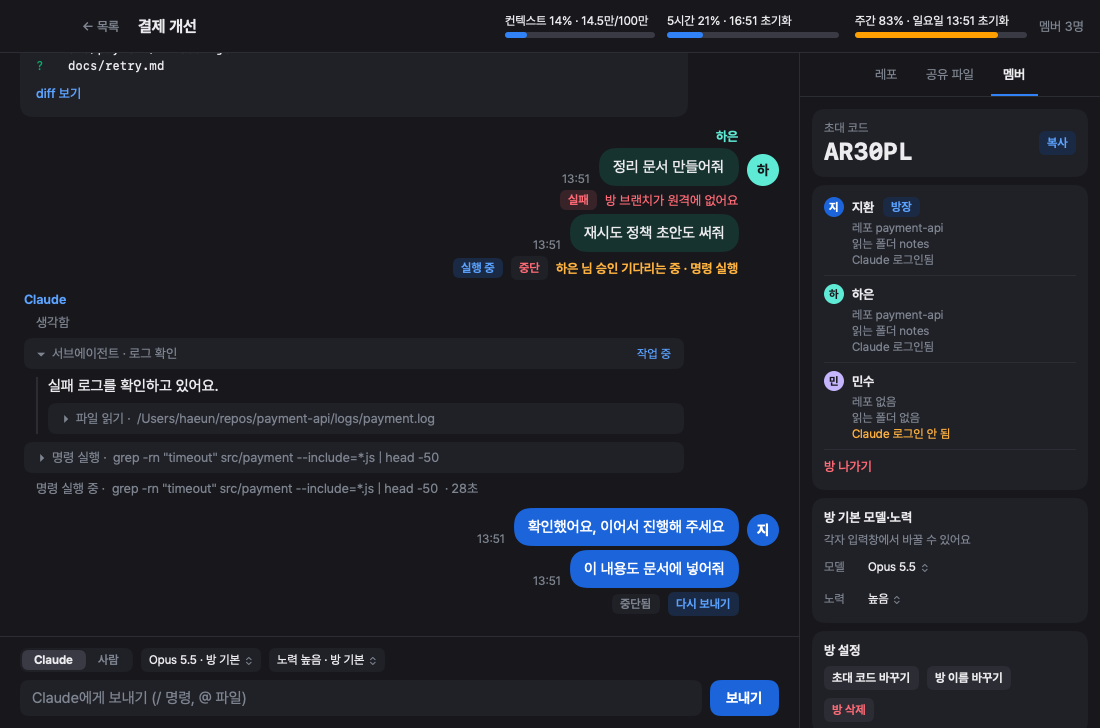 ← 목록
결제 개선
컨텍스트 14% · 14.5만/100만
5시간 21% · 16:51 초기화
주간 83% · 일요일 13:51 초기화
멤버 3명
? docs/retry.md
diff 보기
하은
정리 문서 만들어줘
하
13:51
실패 방 브랜치가 원격에 없어요
재시도 정책 초안도 써줘
13:51
실행 중 중단 하은 님 승인 기다리는 중 · 명령 실행
Claude
생각함
서브에이전트 · 로그 확인
작업 중
실패 로그를 확인하고 있어요.
파일 읽기 · /Users/haeun/repos/payment-api/logs/payment.log
명령 실행 · grep -rn "timeout" src/payment --include=*.js | head -50
명령 실행 중 · grep -rn "timeout" src/payment --include=*.js | head -50 · 28초
확인했어요, 이어서 진행해 주세요
지
13:51
이 내용도 문서에 넣어줘
13:51
중단됨 다시 보내기
Claude 사람 Opus 5.5 · 방 기본 노력 높음 · 방 기본
Claude에게 보내기 (/ 명령, @ 파일)
보내기
레포 공유 파일 멤버
초대 코드
AR30PL
복사
지 지환 방장
레포 payment-api
읽는 폴더 notes
Claude 로그인됨
하 하은
레포 payment-api
읽는 폴더 notes
Claude 로그인됨
민 민수
레포 없음
읽는 폴더 없음
Claude 로그인 안 됨
방 나가기
방 기본 모델·노력
각자 입력창에서 바꿀 수 있어요
모델 Opus 5.5
노력 높음
방 설정
초대 코드 바꾸기 방 이름 바꾸기
방 삭제